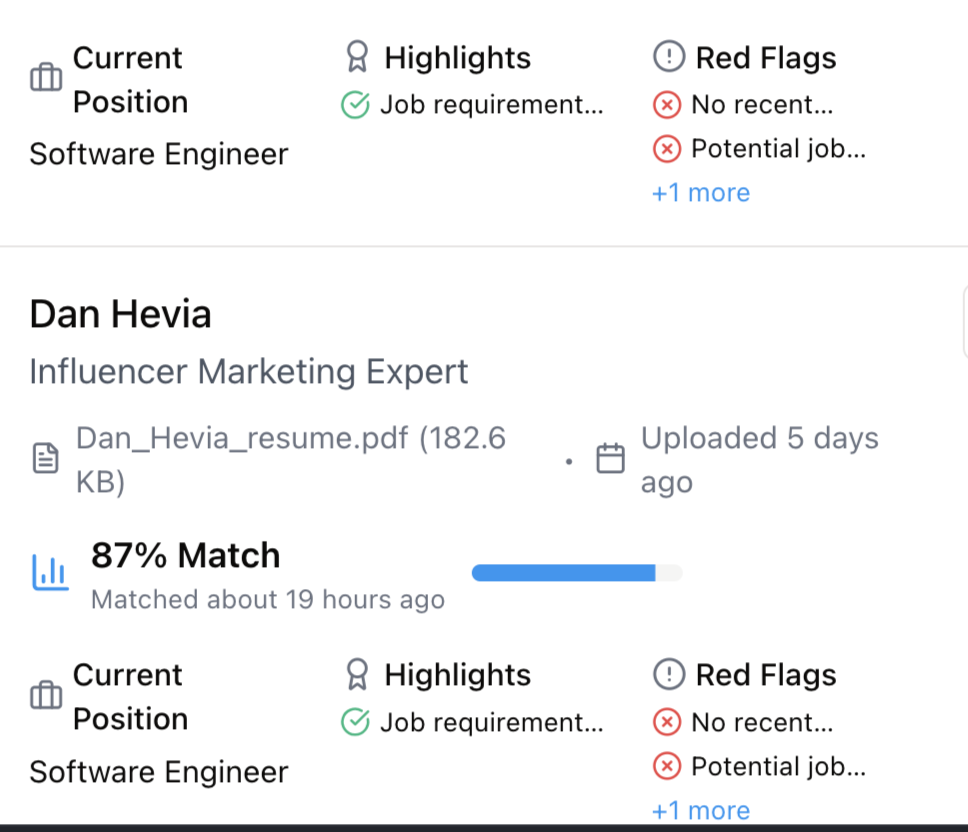 Current
Position
Software Engineer
Highlights
Job requirement...
Red Flags
No recent...
Potential job...
+1 more
Dan Hevia
Influencer Marketing Expert
Dan_Hevia_resume.pdf (182.6
KB)
·
Uploaded 5 days
ago
87% Match
Matched about 19 hours ago
Current
Position
Software Engineer
Highlights
Job requirement...
Red Flags
No recent...
Potential job...
+1 more